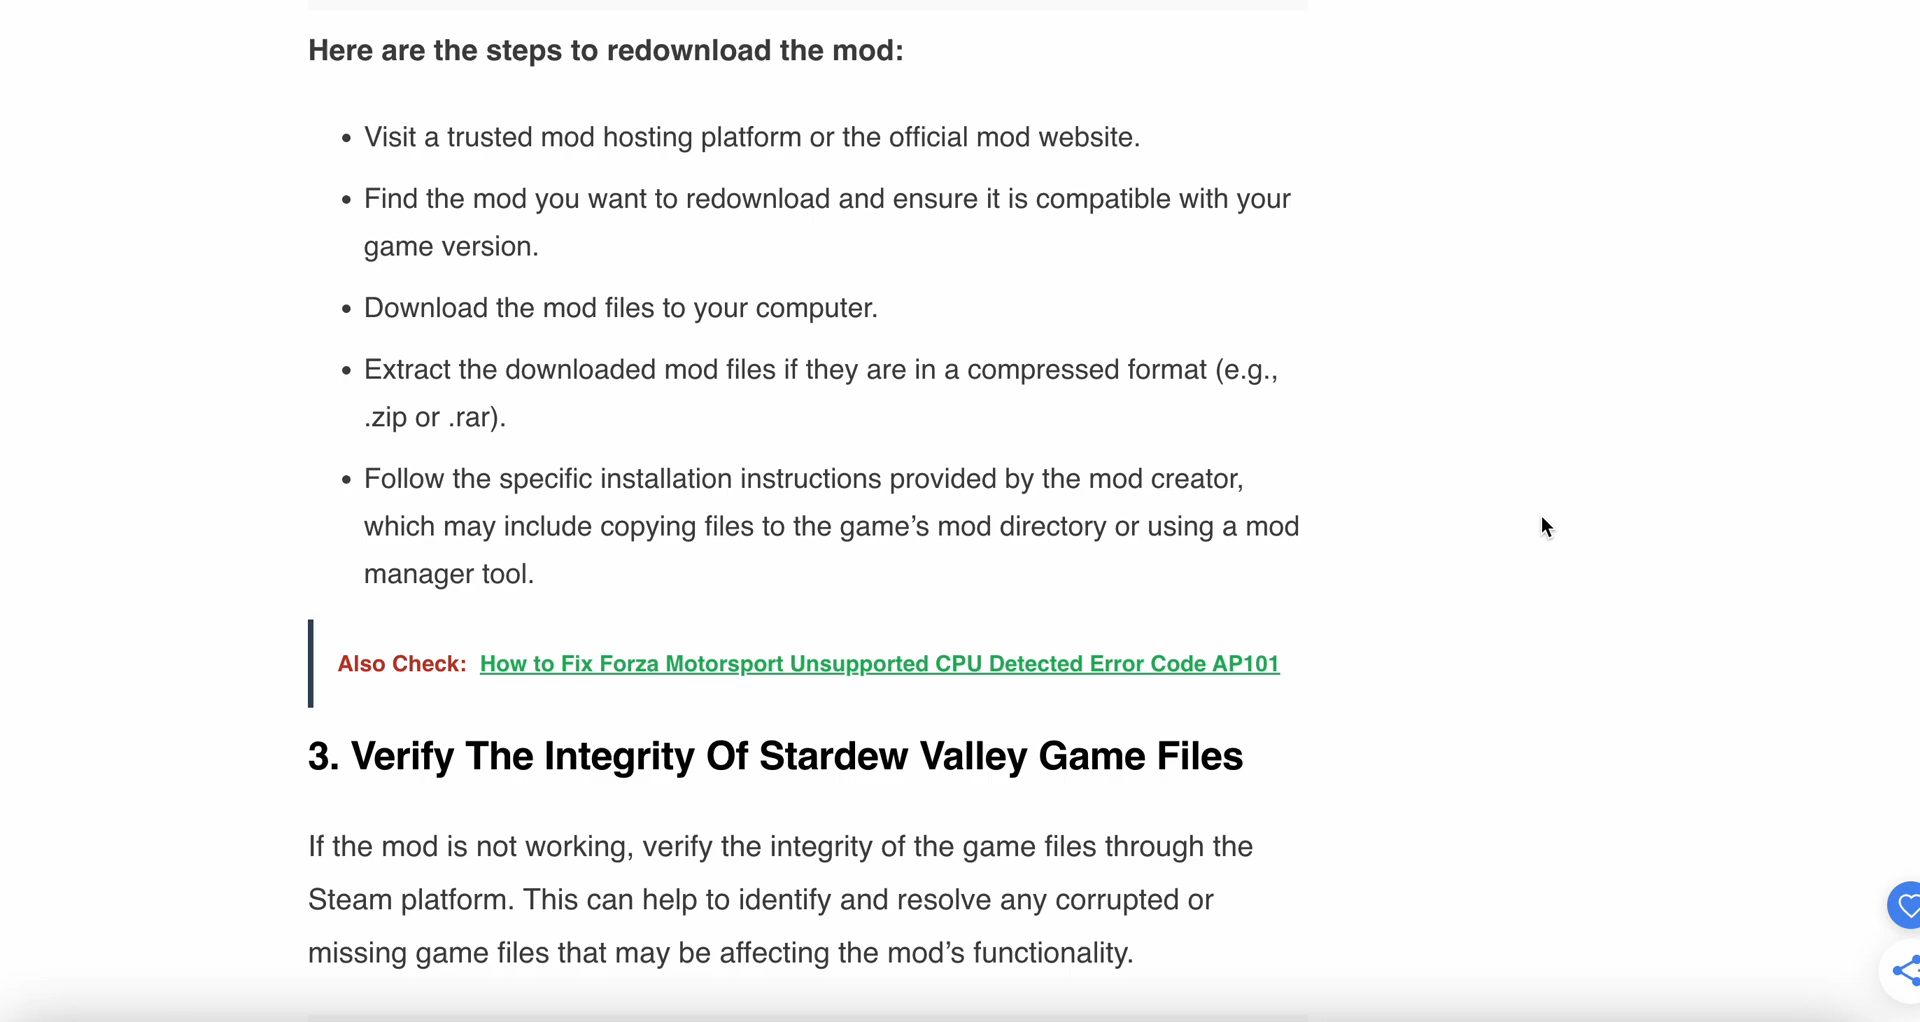 Here are the steps to redownload the mod:
• Visit a trusted mod hosting platform or the official mod website.
• Find the mod you want to redownload and ensure it is compatible with your
game version.
• Download the mod files to your computer.
• Extract the downloaded mod files if they are in a compressed format (e.g.,
.zip or .rar).
• Follow the specific installation instructions provided by the mod creator,
which may include copying files to the game’s mod directory or using a mod
manager tool.
Also Check: How to Fix Forza Motorsport Unsupported CPU Detected Error Code AP101
3. Verify The Integrity Of Stardew Valley Game Files
If the mod is not working, verify the integrity of the game files through the
Steam platform. This can help to identify and resolve any corrupted or
missing game files that may be affecting the mod’s functionality.